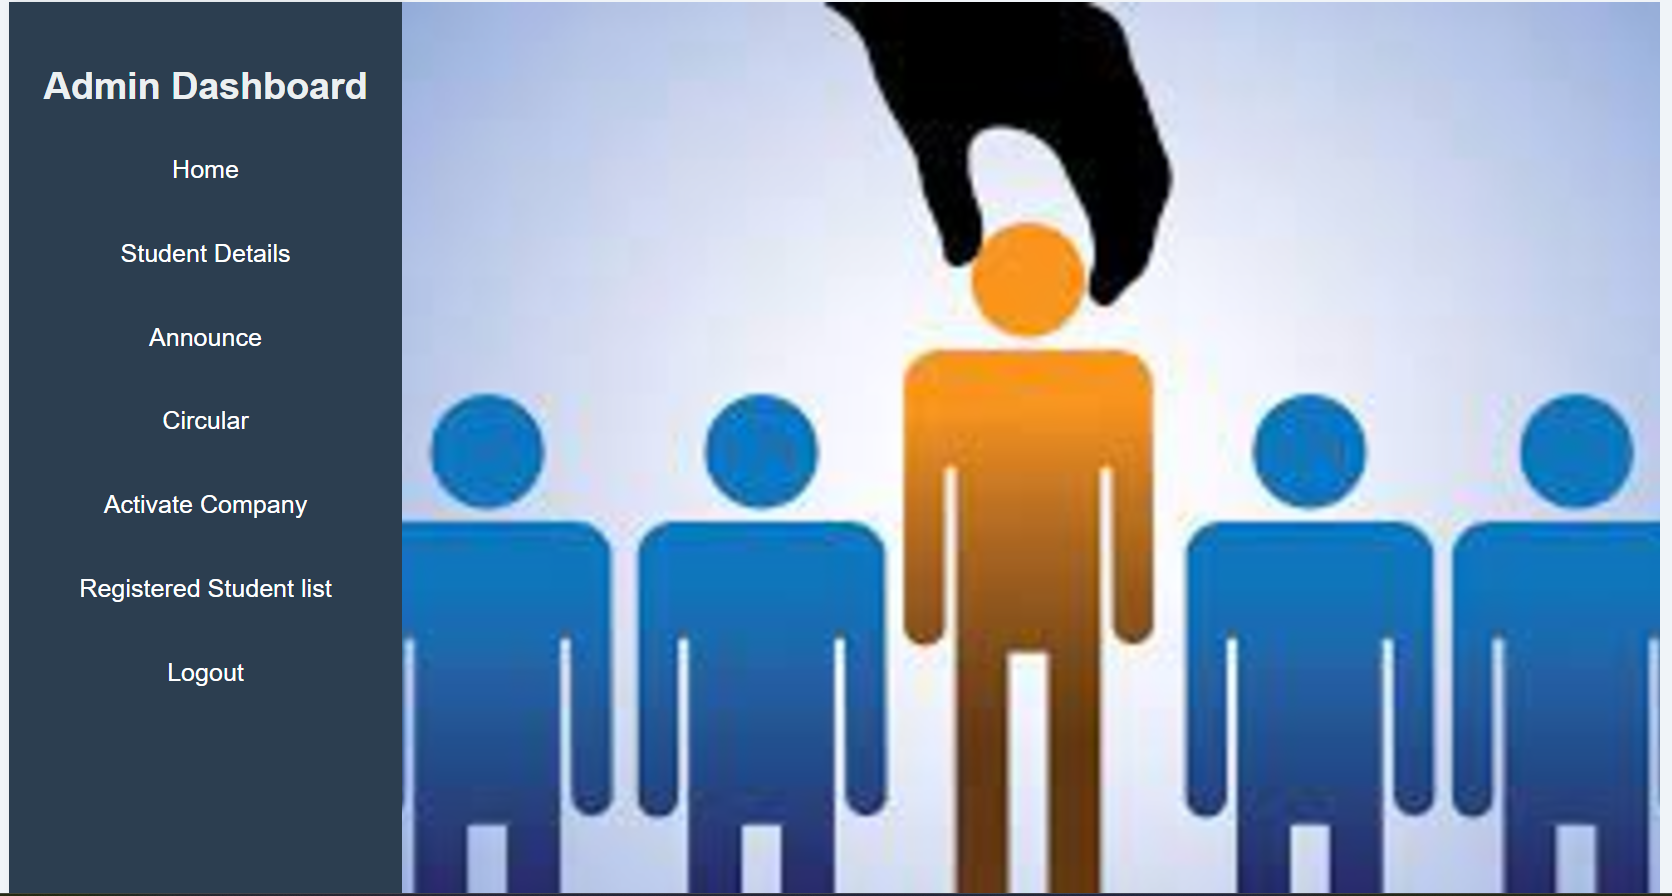 Admin Dashboard
Home
Student Details
Announce
Circular
Activate Company
Registered Student list
Logout